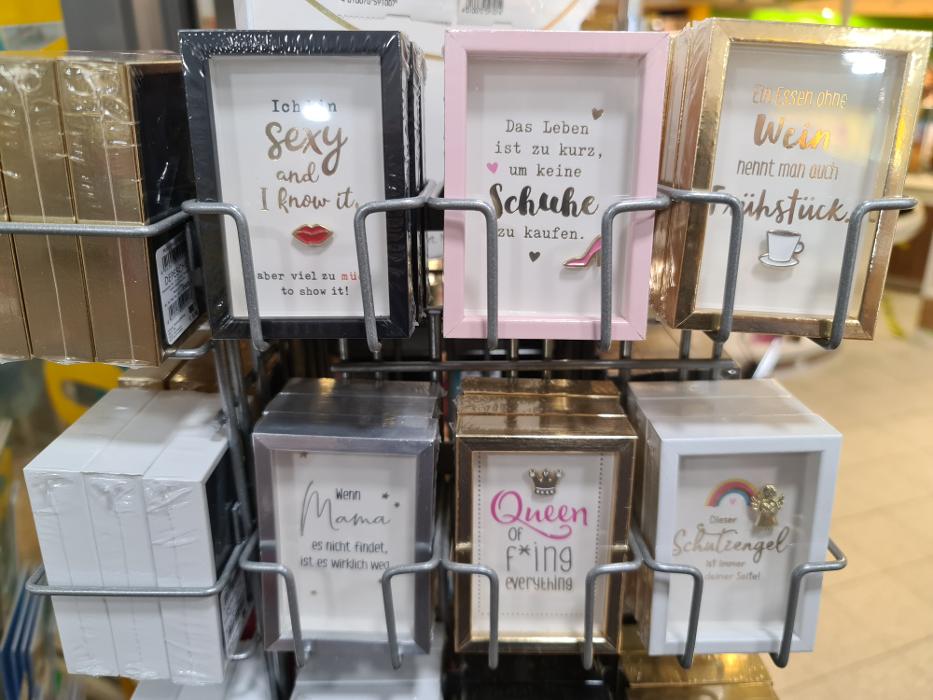 Ich bin
sexy
and
I know it,
aber viel zu mü
to show it!
Das Leben
ist zu kurz,
um keine
Schuhe
zu kaufen.
Ein Essen ohne
Wein
nennt man auch
Frühstück.
Wenn
Mama
es nicht findet,
ist es wirklich weg.
Queen
OF
F*ing
everything
Dieser
Schutzengel
ist immer
deiner Seite!